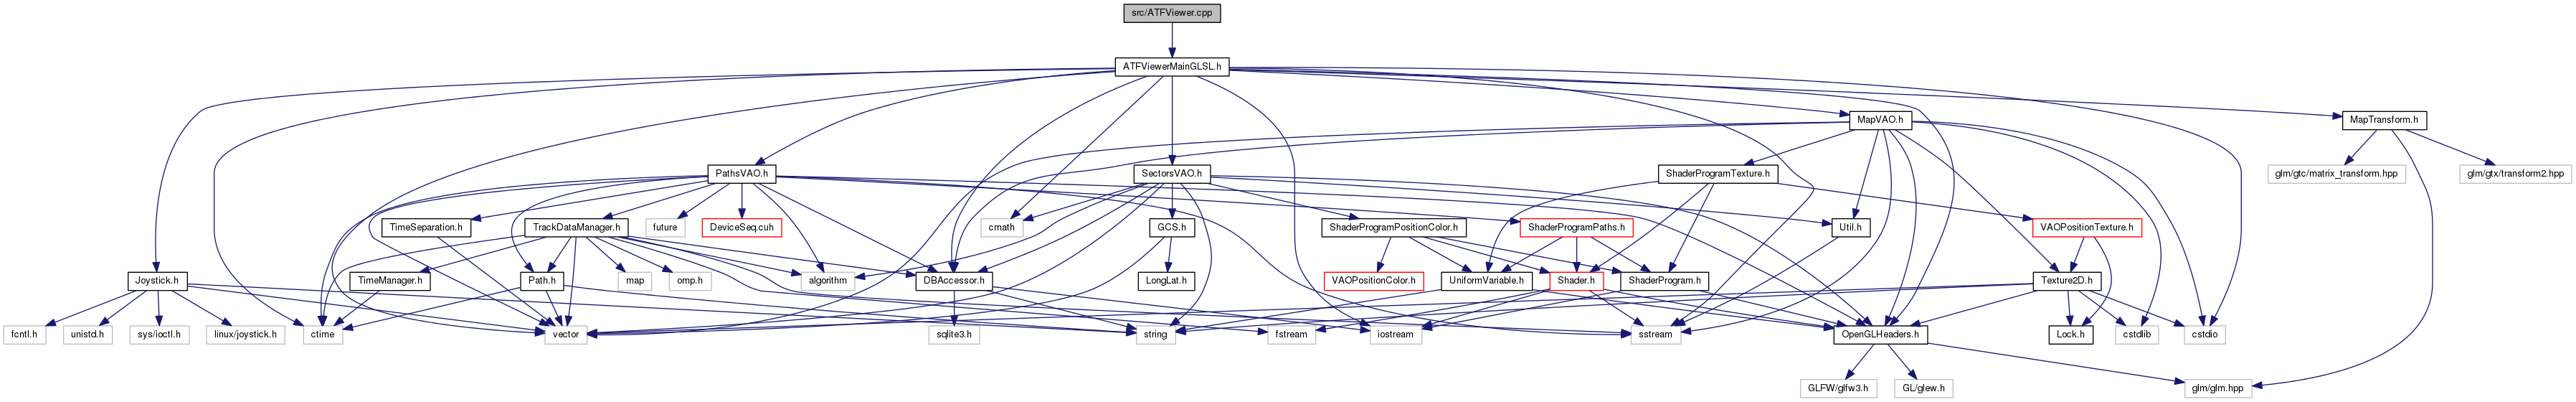 src/ATFViewer.cpp
ATFViewerMainGLSL.h
MapVAO.h
MapTransform.h
PathsVAO.h
SectorsVAO.h
ShaderProgramTexture.h
glm/gtc/matrix_transform.hpp
glm/gtx/transform2.hpp
TimeSeparation.h
TrackDataManager.h
future
DeviceSeq.cuh
cmath
GCS.h
ShaderProgramPositionColor.h
ShaderProgramPaths.h
Util.h
VAOPositionTexture.h
Joystick.h
TimeManager.h
Path.h
map
omp.h
algorithm
DBAccessor.h
LongLat.h
VAOPositionColor.h
UniformVariable.h
Shader.h
ShaderProgram.h
Texture2D.h
fcntl.h
unistd.h
sys/ioctl.h
linux/joystick.h
ctime
vector
sqlite3.h
string
fstream
iostream
sstream
OpenGLHeaders.h
Lock.h
cstdlib
cstdio
GLFW/glfw3.h
GL/glew.h
glm/glm.hpp